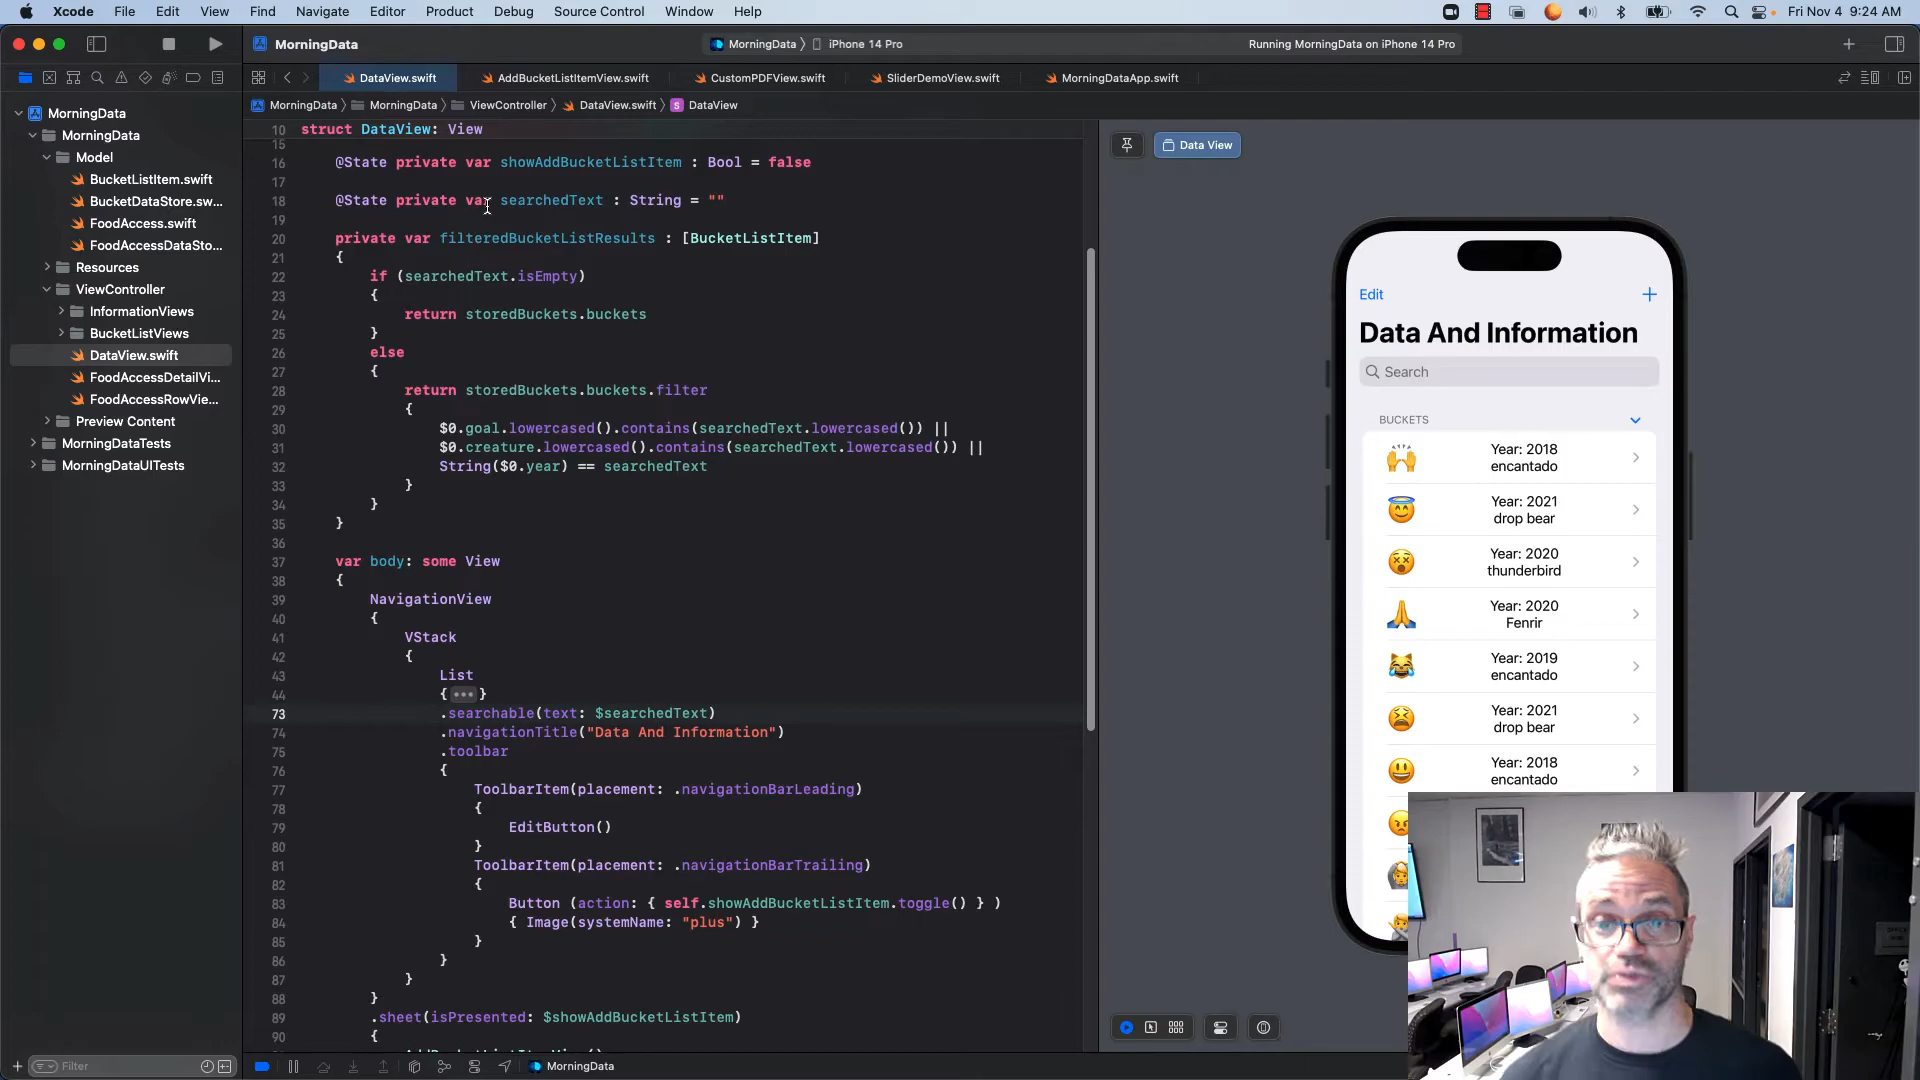 Xcode File Edit View Find Navigate Editor Product Debug Source Control Window Help Fri Nov 4 9:24 AM
MorningData
MorningData 〉 iPhone 14 Pro
Running MorningData on iPhone 14 Pro
DataView.swift AddBucketListItemView.swift CustomPDFView.swift SliderDemoView.swift MorningDataApp.swift
MorningData 〉 MorningData 〉 ViewController 〉 DataView.swift 〉 S DataView
MorningData
MorningData
Model
BucketListItem.swift
BucketDataStore.sw...
FoodAccess.swift
FoodAccessDataSto...
Resources
ViewController
InformationViews
BucketListViews
DataView.swift
FoodAccessDetailVi...
FoodAccessRowVie...
Preview Content
MorningDataTests
MorningDataUITests
Filter
10 struct DataView: View
15
16 @State private var showAddBucketListItem : Bool = false
17
18 @State private var searchedText : String = ""
19
20 private var filteredBucketListResults : [BucketListItem]
21 {
22 if (searchedText.isEmpty)
23 {
24 return storedBuckets.buckets
25 }
26 else
27 {
28 return storedBuckets.buckets.filter
29 {
30 $0.goal.lowercased().contains(searchedText.lowercased()) ||
31 $0.creature.lowercased().contains(searchedText.lowercased()) ||
32 String($0.year) == searchedText
33 }
34 }
35 }
36
37 var body: some View
38 {
39 NavigationView
40 {
41 VStack
42 {
43 List
44 {•••}
73 .searchable(text: $searchedText)
74 .navigationTitle("Data And Information")
75 .toolbar
76 {
77 ToolbarItem(placement: .navigationBarLeading)
78 {
79 EditButton()
80 }
81 ToolbarItem(placement: .navigationBarTrailing)
82 {
83 Button (action: { self.showAddBucketListItem.toggle() } )
84 { Image(systemName: "plus") }
85 }
86 }
87 }
88 }
89 .sheet(isPresented: $showAddBucketListItem)
90 {
MorningData
Data View
Edit
Data And Information
Search
BUCKETS
Year: 2018
encantado
Year: 2021
drop bear
Year: 2020
thunderbird
Year: 2020
Fenrir
Year: 2019
encantado
Year: 2021
drop bear
Year: 2018
encantado